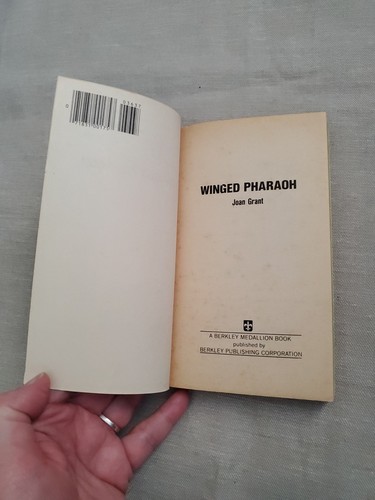 WINGED PHARAOH
Joan Grant
A BERKLEY MEDALLION BOOK
published by
BERKLEY PUBLISHING CORPORATION